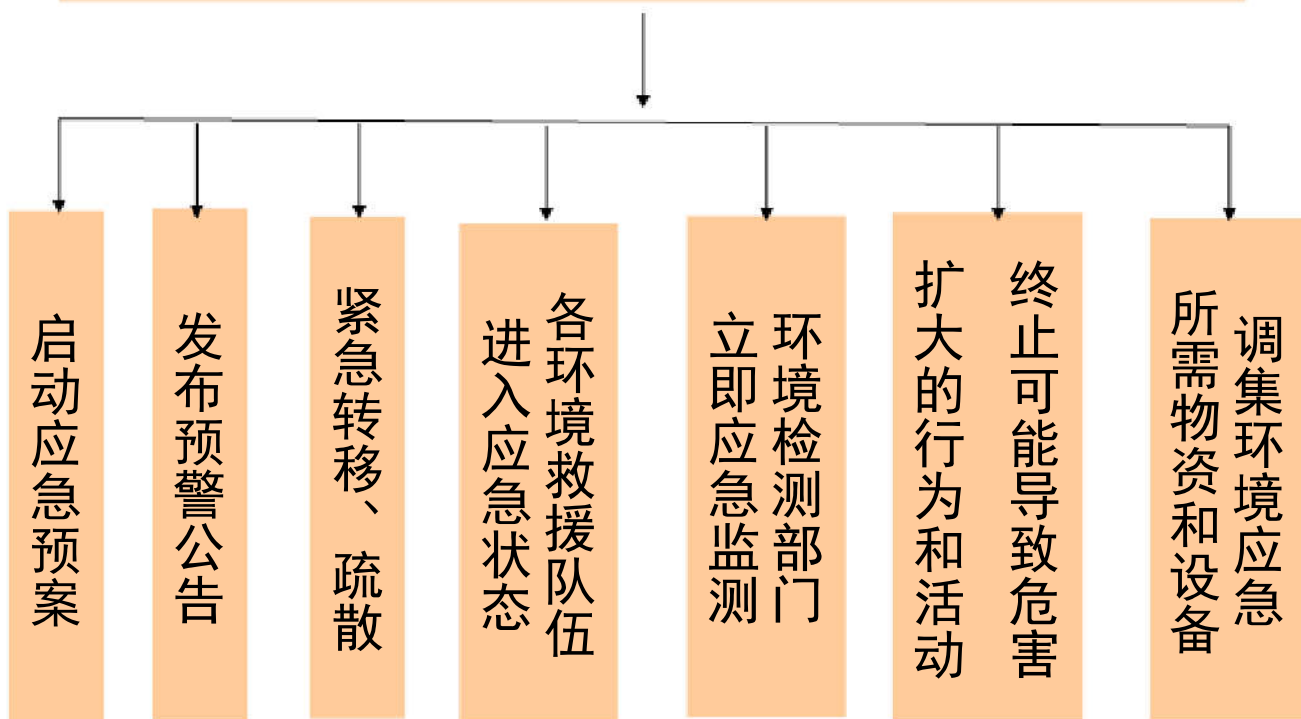 启动应急预案
发布预警公告
紧急转移、疏散
各环境救援队伍
进入应急状态
环境检测部门
立即应急监测
终止可能导致危害
扩大的行为和活动
调集环境应急
所需物资和设备